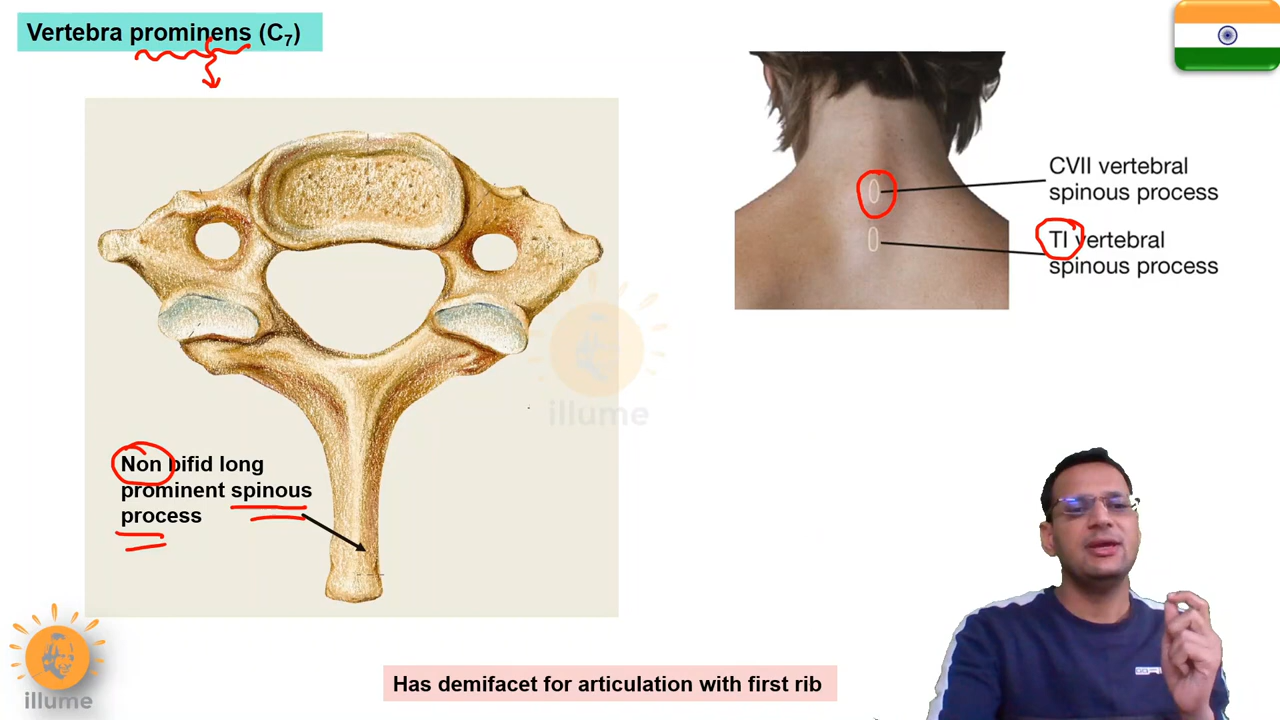 Vertebra prominens (C7)
CVII vertebral
spinous process
TI vertebral
spinous process
illume
Non bifid long
prominent spinous
process
Has demifacet for articulation with first rib
illume